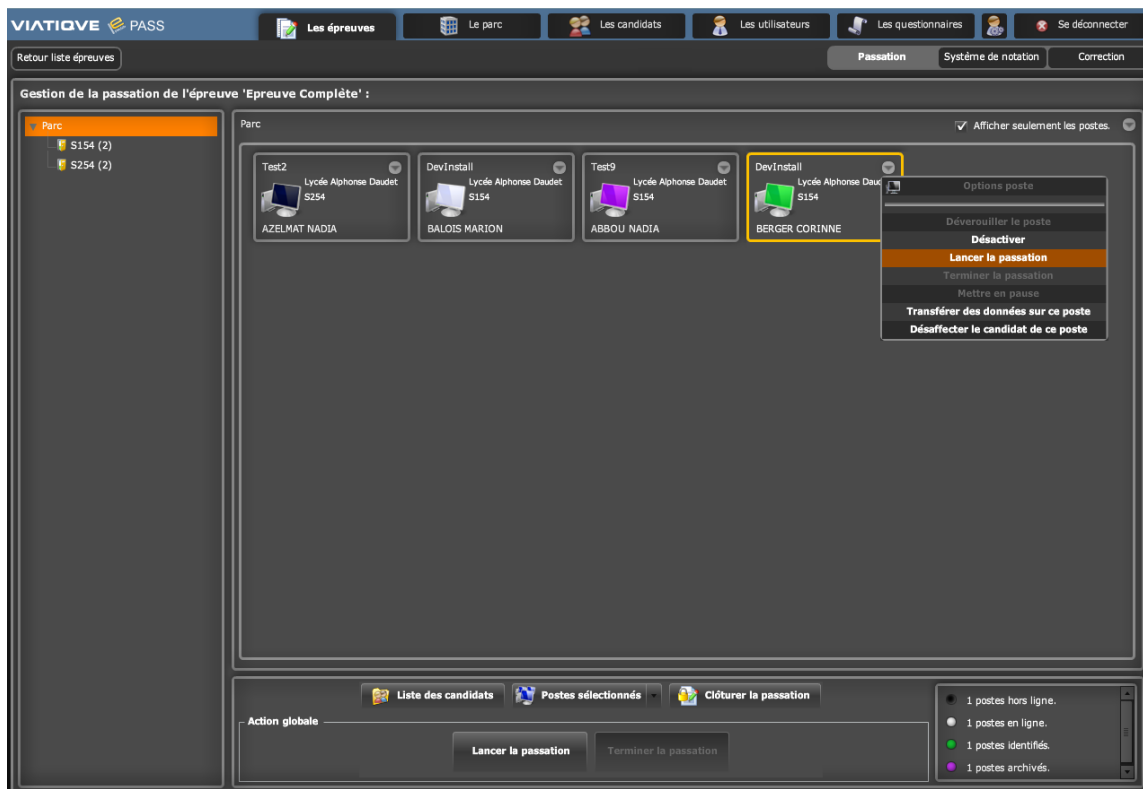 VIATIQVE PASS
Les épreuves
Le parc
Les candidats
Les utilisateurs
Les questionnaires
Se déconnecter
Retour liste épreuves
Passation
Système de notation
Correction
Gestion de la passation de l'épreuve 'Epreuve Complète' :
Parc
S154 (2)
S254 (2)
Parc
Afficher seulement les postes.
Test2
Lycée Alphonse Daudet
S254
AZELMAT NADIA
DevInstall
Lycée Alphonse Daudet
S154
BALOIS MARION
Test9
Lycée Alphonse Daudet
S154
ABBOU NADIA
DevInstall
Lycée Alphonse Daud
S154
BERGER CORINNE
Options poste
Déverouiller le poste
Désactiver
Lancer la passation
Terminer la passation
Mettre en pause
Transférer des données sur ce poste
Désaffecter le candidat de ce poste
Liste des candidats
Postes sélectionnés
Clôturer la passation
Action globale
Lancer la passation
Terminer la passation
1 postes hors ligne.
1 postes en ligne.
1 postes identifiés.
1 postes archivés.